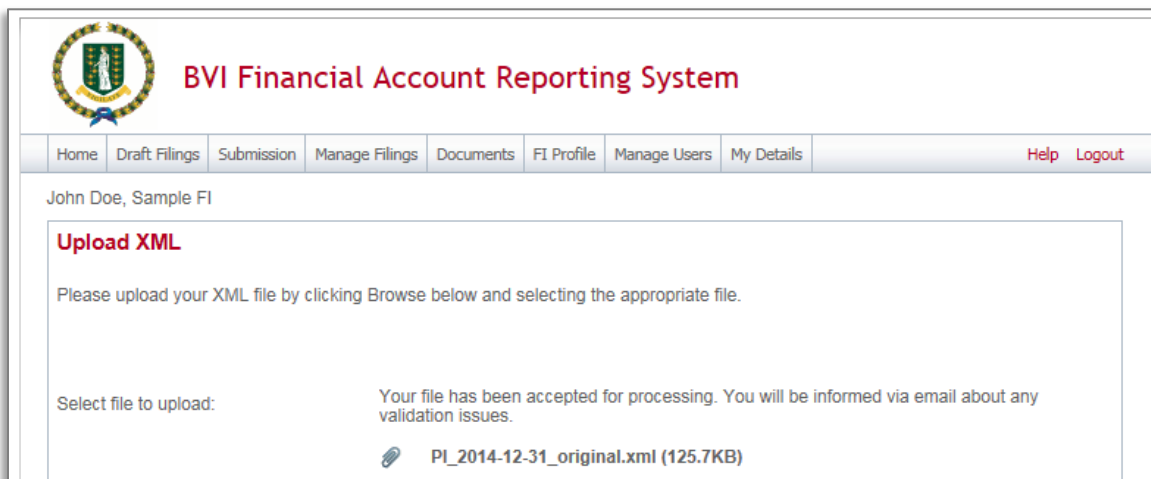 BVI Financial Account Reporting System
Home Draft Filings Submission Manage Filings Documents FI Profile Manage Users My Details Help Logout
John Doe, Sample FI
Upload XML
Please upload your XML file by clicking Browse below and selecting the appropriate file.
Select file to upload:
Your file has been accepted for processing. You will be informed via email about any
validation issues.
PI_2014-12-31_original.xml (125.7KB)